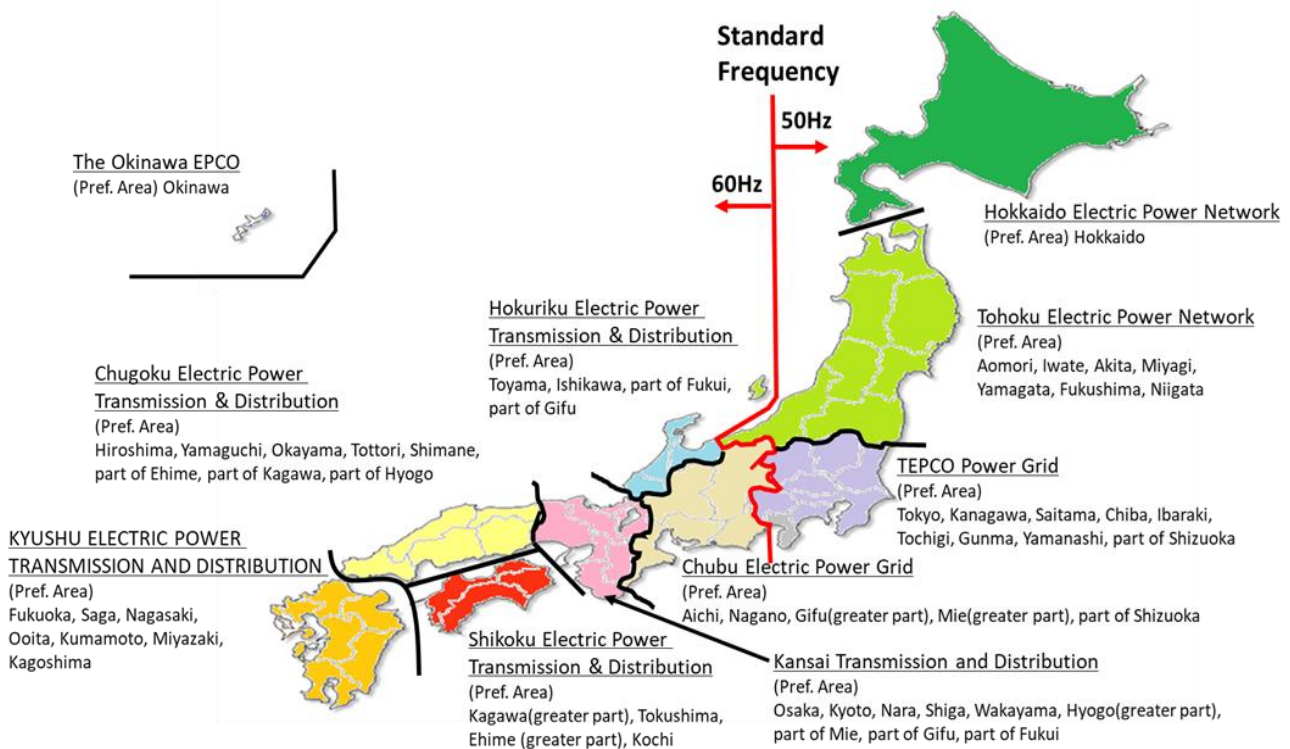 Standard
Frequency
50Hz
60Hz
The Okinawa EPCO
(Pref. Area) Okinawa
Hokkaido Electric Power Network
(Pref. Area) Hokkaido
Hokuriku Electric Power
Transmission & Distribution
(Pref. Area)
Toyama, Ishikawa, part of Fukui,
part of Gifu
Tohoku Electric Power Network
(Pref. Area)
Aomori, Iwate, Akita, Miyagi,
Yamagata, Fukushima, Niigata
Chugoku Electric Power
Transmission & Distribution
(Pref. Area)
Hiroshima, Yamaguchi, Okayama, Tottori, Shimane,
part of Ehime, part of Kagawa, part of Hyogo
TEPCO Power Grid
(Pref. Area)
Tokyo, Kanagawa, Saitama, Chiba, Ibaraki,
Tochigi, Gunma, Yamanashi, part of Shizuoka
KYUSHU ELECTRIC POWER
TRANSMISSION AND DISTRIBUTION
(Pref. Area)
Fukuoka, Saga, Nagasaki,
Ooita, Kumamoto, Miyazaki,
Kagoshima
Chubu Electric Power Grid
(Pref. Area)
Aichi, Nagano, Gifu(greater part), Mie(greater part), part of Shizuoka
Shikoku Electric Power
Transmission & Distribution
(Pref. Area)
Kagawa(greater part), Tokushima,
Ehime (greater part), Kochi
Kansai Transmission and Distribution
(Pref. Area)
Osaka, Kyoto, Nara, Shiga, Wakayama, Hyogo(greater part),
part of Mie, part of Gifu, part of Fukui